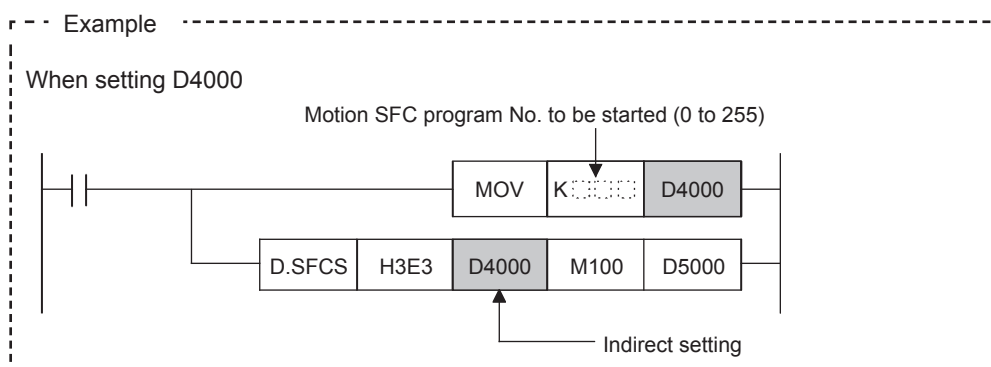 Example
When setting D4000
Motion SFC program No. to be started (0 to 255)
MOV K D4000
D.SFCS H3E3 D4000 M100 D5000
Indirect setting